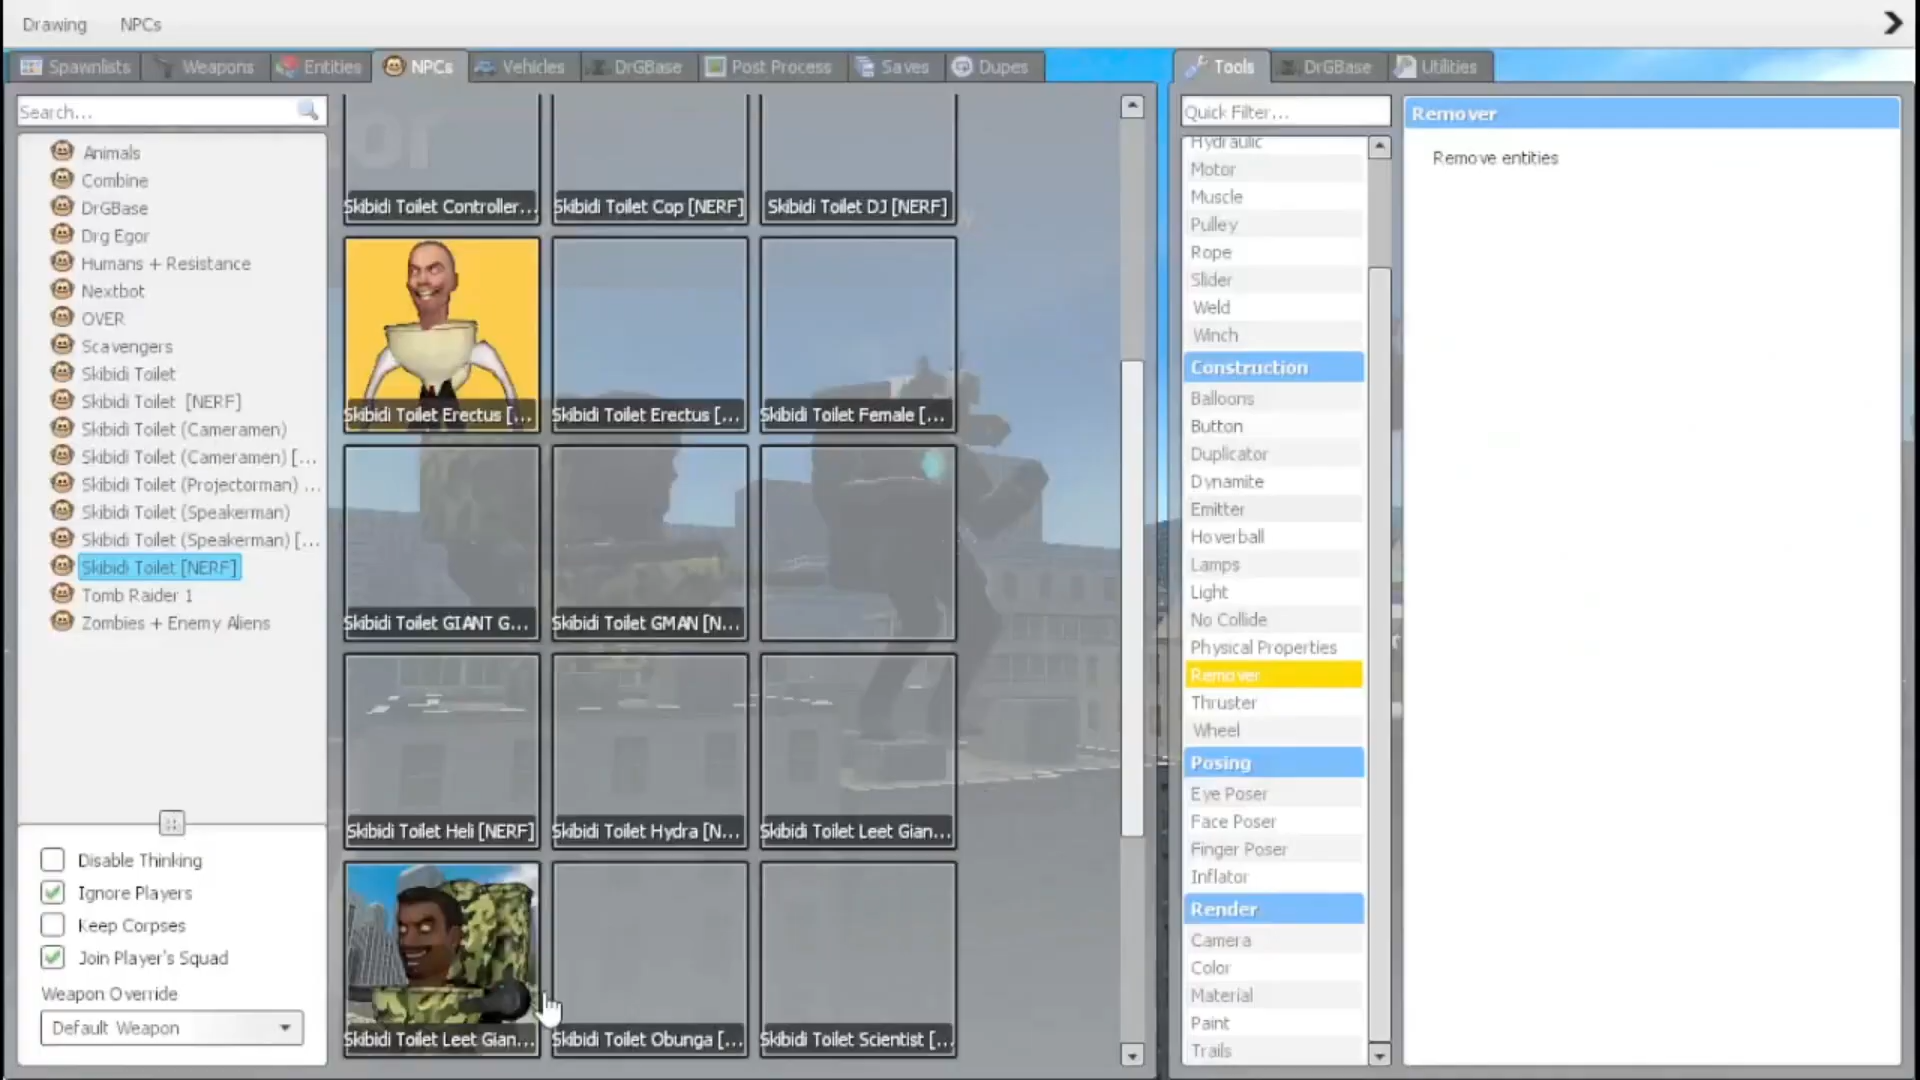 Drawing NPCs
Spawnlists Weapons Entities NPCs Vehicles DrGBase Post Process Saves Dupes
Search...
Animals
Combine
DrGBase
Drg Egor
Humans + Resistance
Nextbot
OVER
Scavengers
Skibidi Toilet
Skibidi Toilet [NERF]
Skibidi Toilet (Cameramen)
Skibidi Toilet (Cameramen) [...
Skibidi Toilet (Projectorman) ...
Skibidi Toilet (Speakerman)
Skibidi Toilet (Speakerman) [...
Skibidi Toilet [NERF]
Tomb Raider 1
Zombies + Enemy Aliens
Disable Thinking
Ignore Players
Keep Corpses
Join Player's Squad
Weapon Override
Default Weapon
or
Skibidi Toilet Controller... Skibidi Toilet Cop [NERF] Skibidi Toilet DJ [NERF]
Skibidi Toilet Erectus [... Skibidi Toilet Erectus [... Skibidi Toilet Female [...
Skibidi Toilet GIANT G... Skibidi Toilet GMAN [N...
Skibidi Toilet Heli [NERF] Skibidi Toilet Hydra [N... Skibidi Toilet Leet Gian...
Skibidi Toilet Leet Gian... Skibidi Toilet Obunga [... Skibidi Toilet Scientist [...
Tools DrGBase Utilities
Quick Filter...
Hydraulic
Motor
Muscle
Pulley
Rope
Slider
Weld
Winch
Construction
Balloons
Button
Duplicator
Dynamite
Emitter
Hoverball
Lamps
Light
No Collide
Physical Properties
Remover
Thruster
Wheel
Posing
Eye Poser
Face Poser
Finger Poser
Inflator
Render
Camera
Color
Material
Paint
Trails
Remover
Remove entities